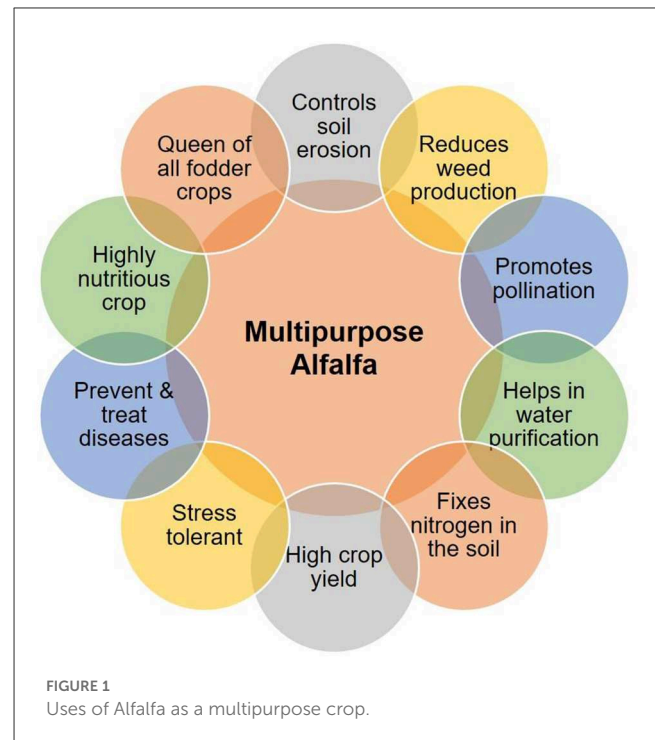 Controls
soil
erosion
Reduces
weed
production
Promotes
pollination
Helps in
water
purification
Fixes
nitrogen in
the soil
High crop
yield
Stress
tolerant
Prevent &
treat
diseases
Highly
nutritious
crop
Queen of
all fodder
crops
Multipurpose
Alfalfa
FIGURE 1
Uses of Alfalfa as a multipurpose crop.